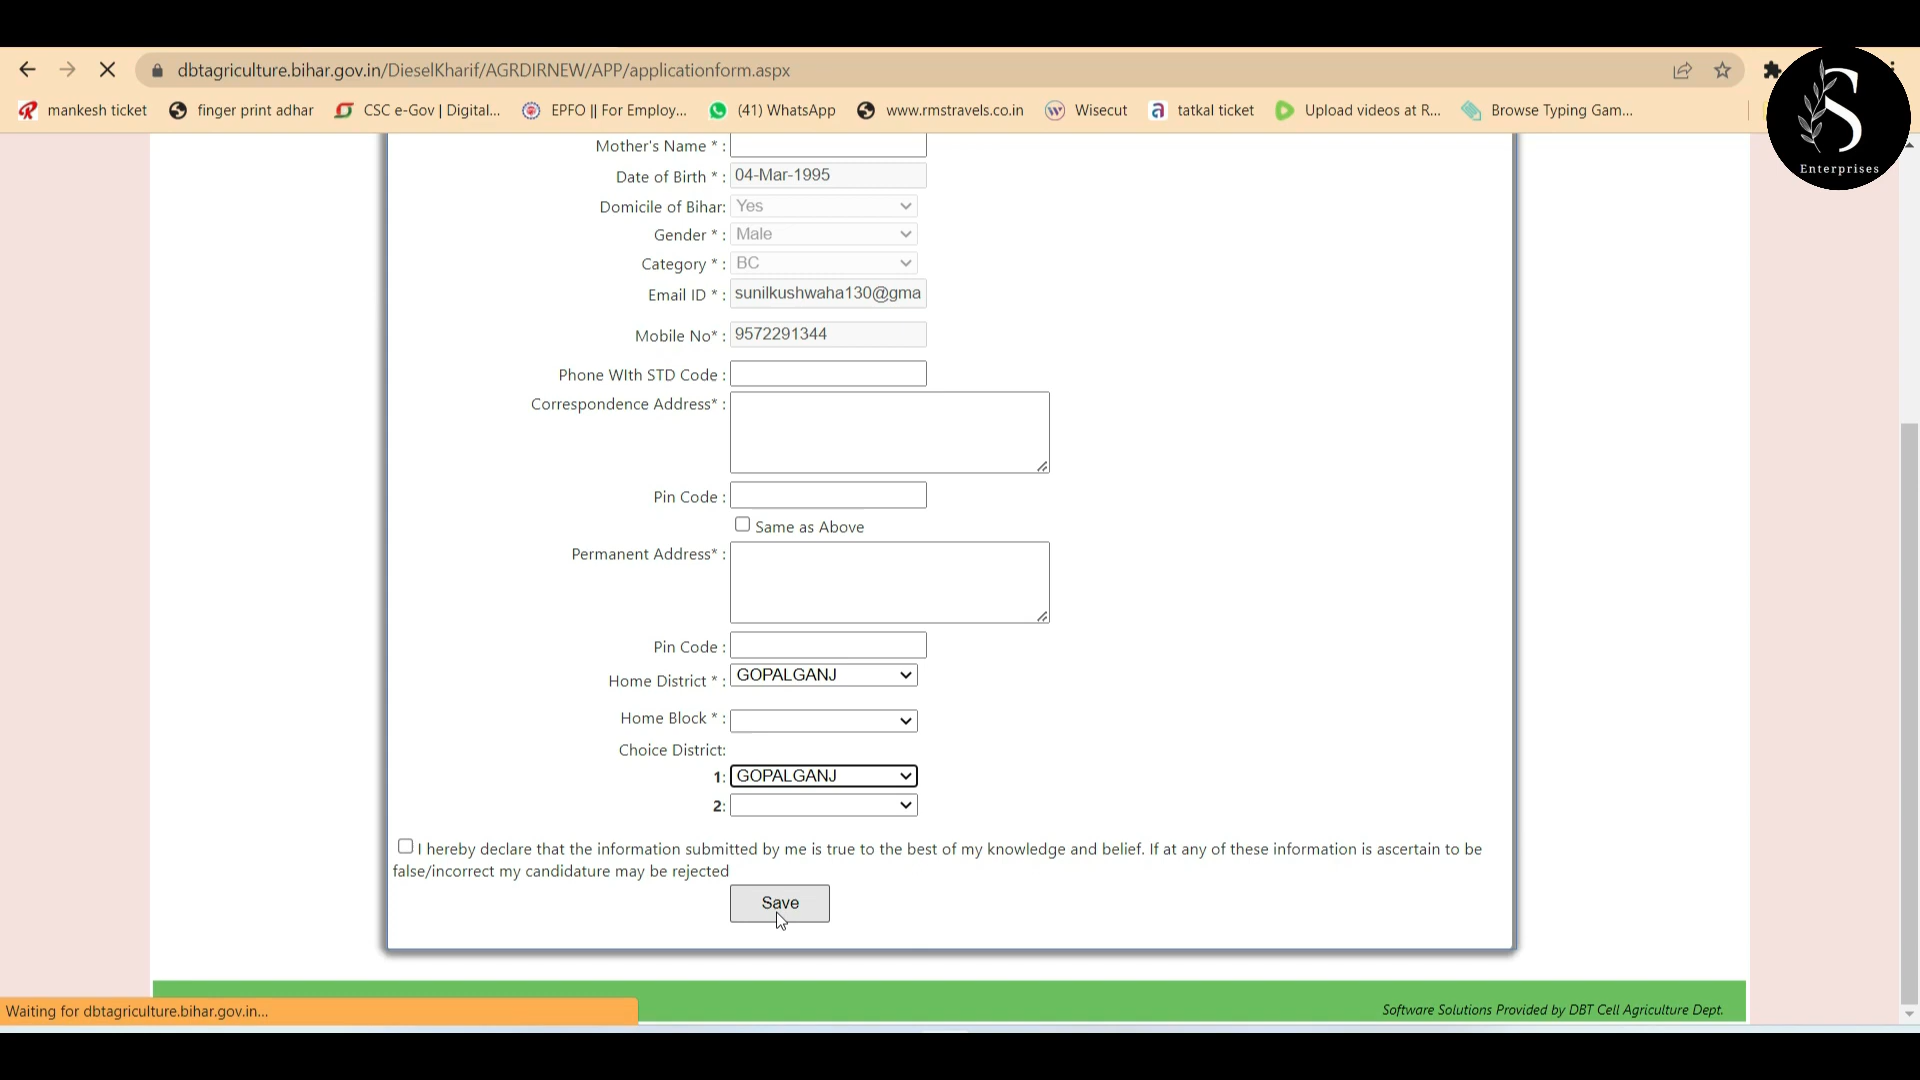 dbtagriculture.bihar.gov.in/DieselKharif/AGRDIRNEW/APP/applicationform.aspx
mankesh ticket
finger print adhar
CSC e-Gov | Digital...
EPFO || For Employ...
(41) WhatsApp
www.rmstravels.co.in
Wisecut
tatkal ticket
Upload videos at R...
Browse Typing Gam...
S
Enterprises
Mother's Name * :
Date of Birth * : 04-Mar-1995
Domicile of Bihar: Yes
Gender * : Male
Category * : BC
Email ID * : sunilkushwaha130@gma
Mobile No* : 9572291344
Phone WIth STD Code :
Correspondence Address* :
Pin Code :
Same as Above
Permanent Address* :
Pin Code :
Home District * : GOPALGANJ
Home Block * :
Choice District:
1: GOPALGANJ
2:
I hereby declare that the information submitted by me is true to the best of my knowledge and belief. If at any of these information is ascertain to be
false/incorrect my candidature may be rejected
Save
Waiting for dbtagriculture.bihar.gov.in...
Software Solutions Provided by DBT Cell Agriculture Dept.